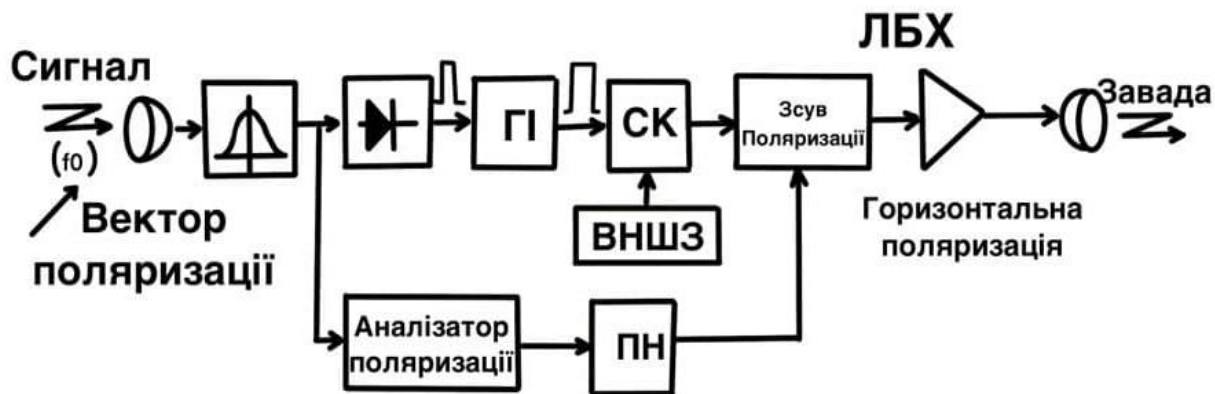 Сигнал
(f0)
Вектор
поляризації
ГІ
СК
ВНШЗ
Зсув
Поляризації
ЛБХ
Завада
Горизонтальна
поляризація
Аналізатор
поляризації
ПН